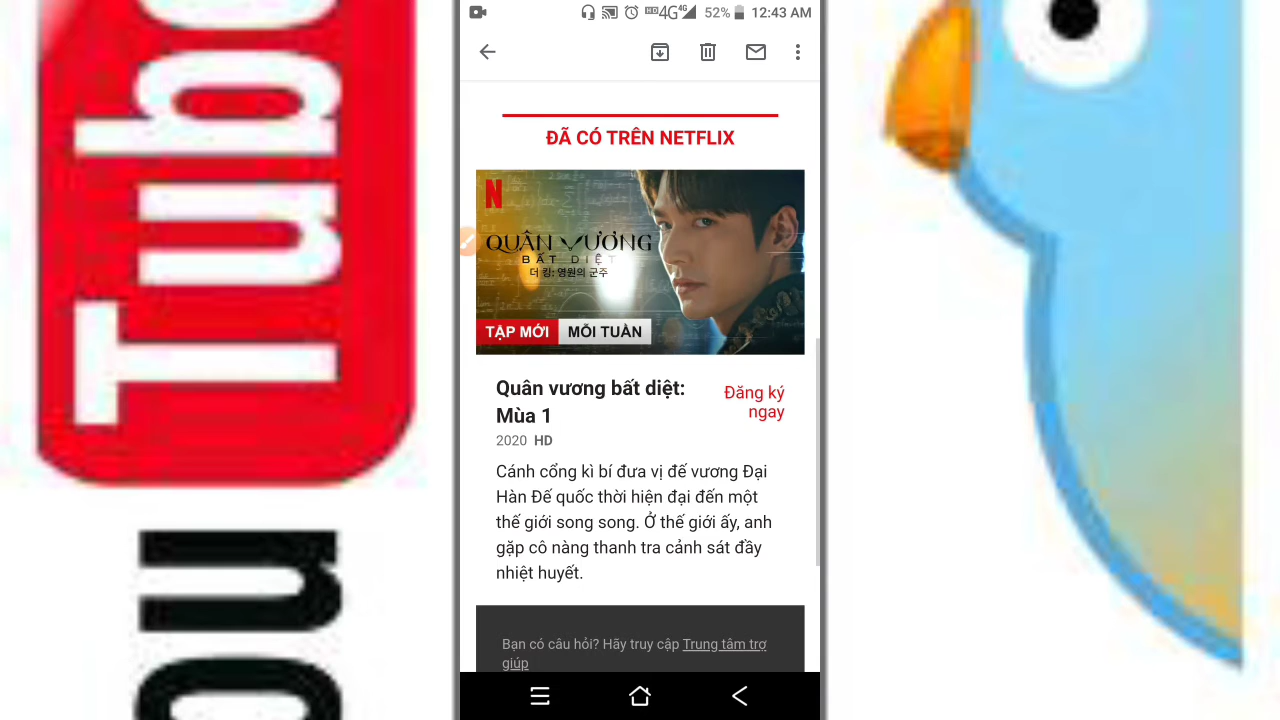 HD 4G 4G 52% 12:43 AM
ĐÃ CÓ TRÊN NETFLIX
N
QUÂN VƯƠNG
BẤT DIỆT
더 킹: 영원의 군주
TẬP MỚI MỖI TUẦN
Quân vương bất diệt:
Mùa 1
Đăng ký
ngay
2020 HD
Cánh cổng kì bí đưa vị đế vương Đại
Hàn Đế quốc thời hiện đại đến một
thế giới song song. Ở thế giới ấy, anh
gặp cô nàng thanh tra cảnh sát đầy
nhiệt huyết.
Bạn có câu hỏi? Hãy truy cập Trung tâm trợ
giúp
ou Tube